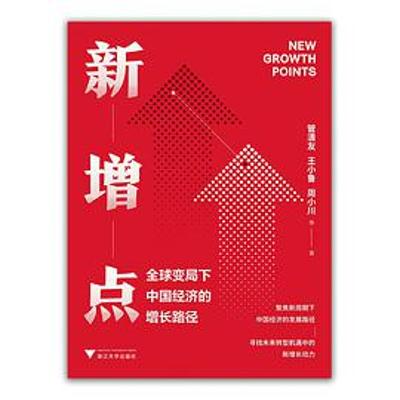 NEW
GROWTH
POINTS
新
增
点
管清友 王小鲁 周小川 等
著
全球变局下
中国经济的
增长路径
聚焦新周期下
中国经济的发展路径
寻找未来转型机遇中的
新增长动力
浙江大学出版社